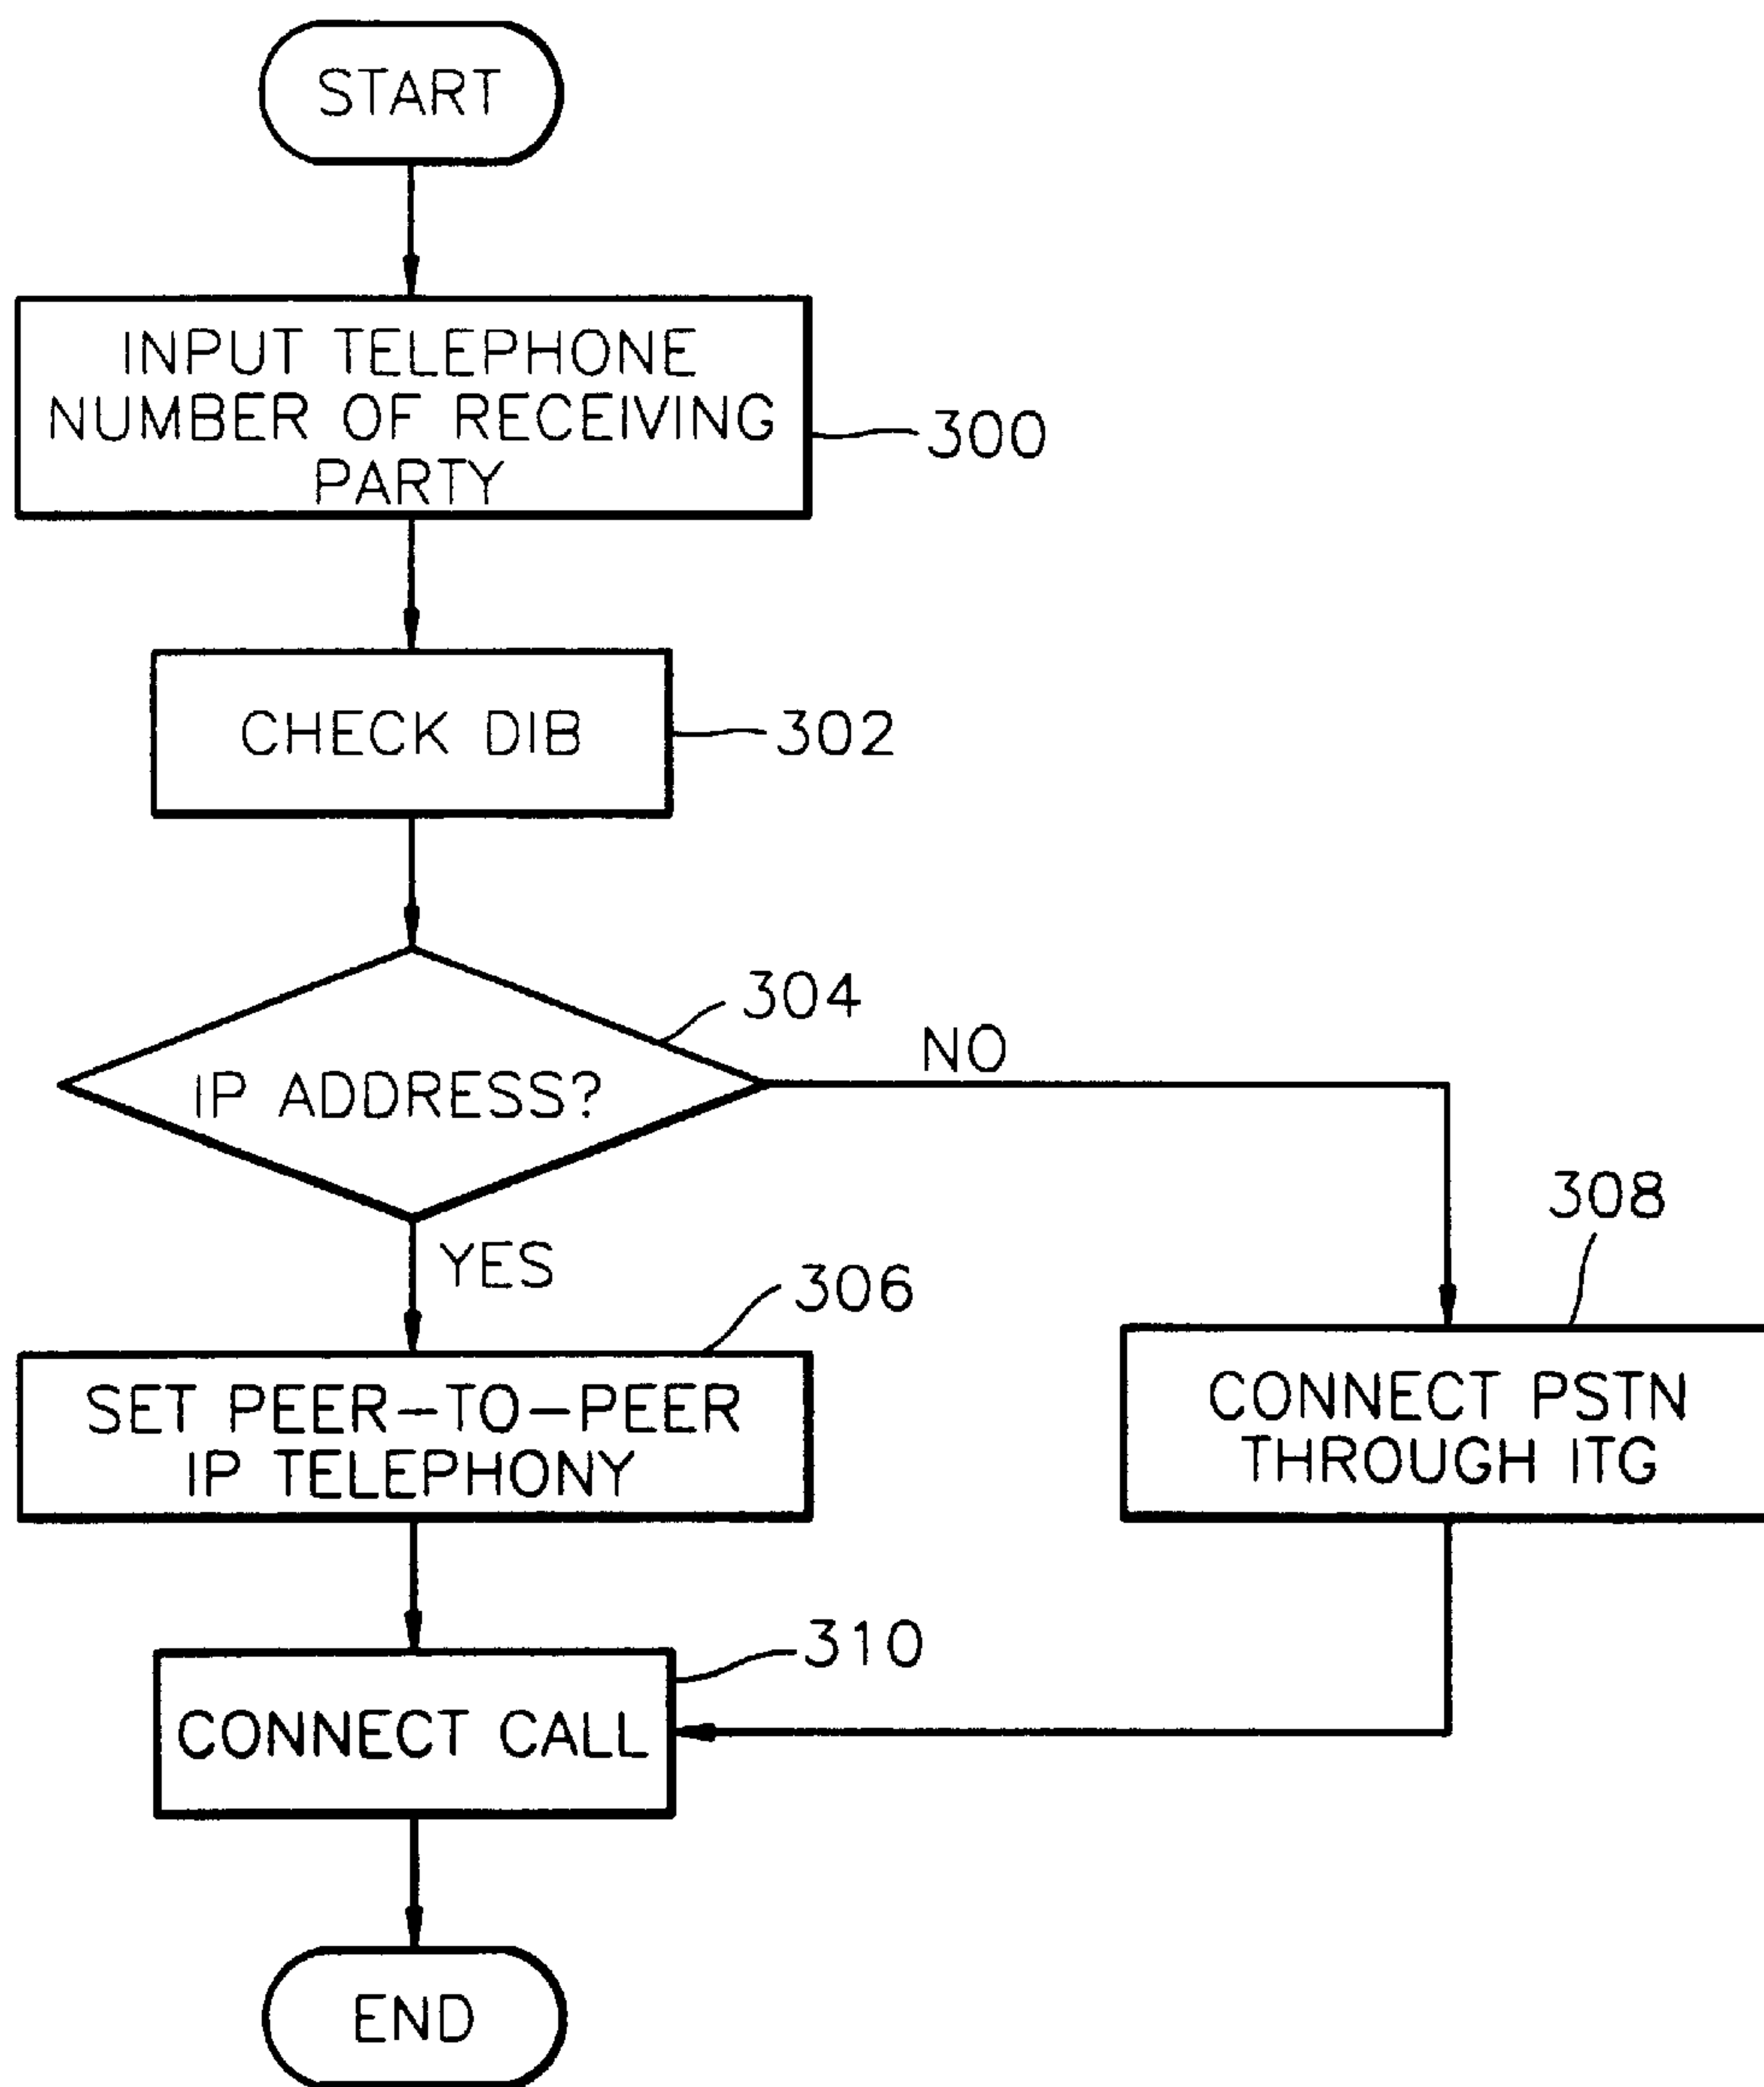 START
INPUT TELEPHONE
NUMBER OF RECEIVING
PARTY
300
CHECK DIB
302
304
IP ADDRESS?
NO
YES
306
308
SET PEER-TO-PEER
IP TELEPHONY
CONNECT PSTN
THROUGH ITG
310
CONNECT CALL
END